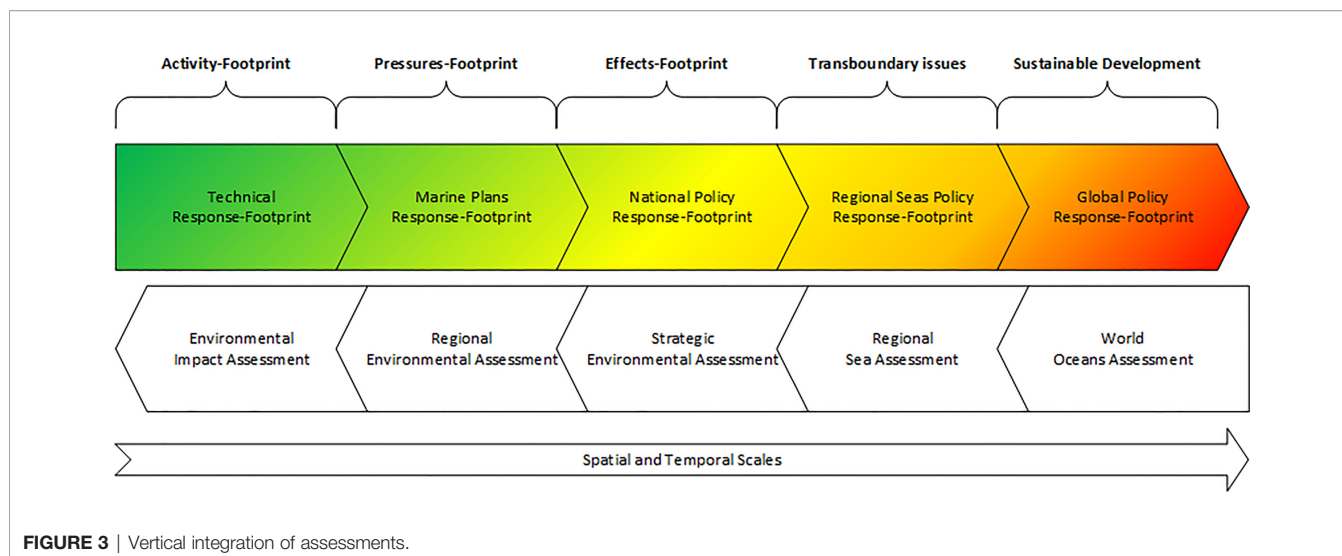 Activity-Footprint
Pressures-Footprint
Effects-Footprint
Transboundary issues
Sustainable Development
Technical
Response-Footprint
Marine Plans
Response-Footprint
National Policy
Response-Footprint
Regional Seas Policy
Response-Footprint
Global Policy
Response-Footprint
Environmental
Impact Assessment
Regional
Environmental Assessment
Strategic
Environmental Assessment
Regional
Sea Assessment
World
Oceans Assessment
Spatial and Temporal Scales
FIGURE 3 | Vertical integration of assessments.